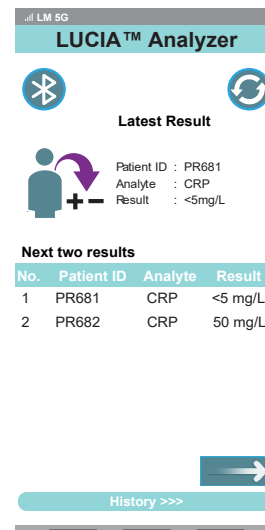 LM 5G
LUCIA™ Analyzer
Latest Result
Patient ID : PR681
Analyte : CRP
Result : <5mg/L
Next two results
No. Patient ID Analyte Result
1 PR681 CRP <5 mg/L
2 PR682 CRP 50 mg/L
History >>>